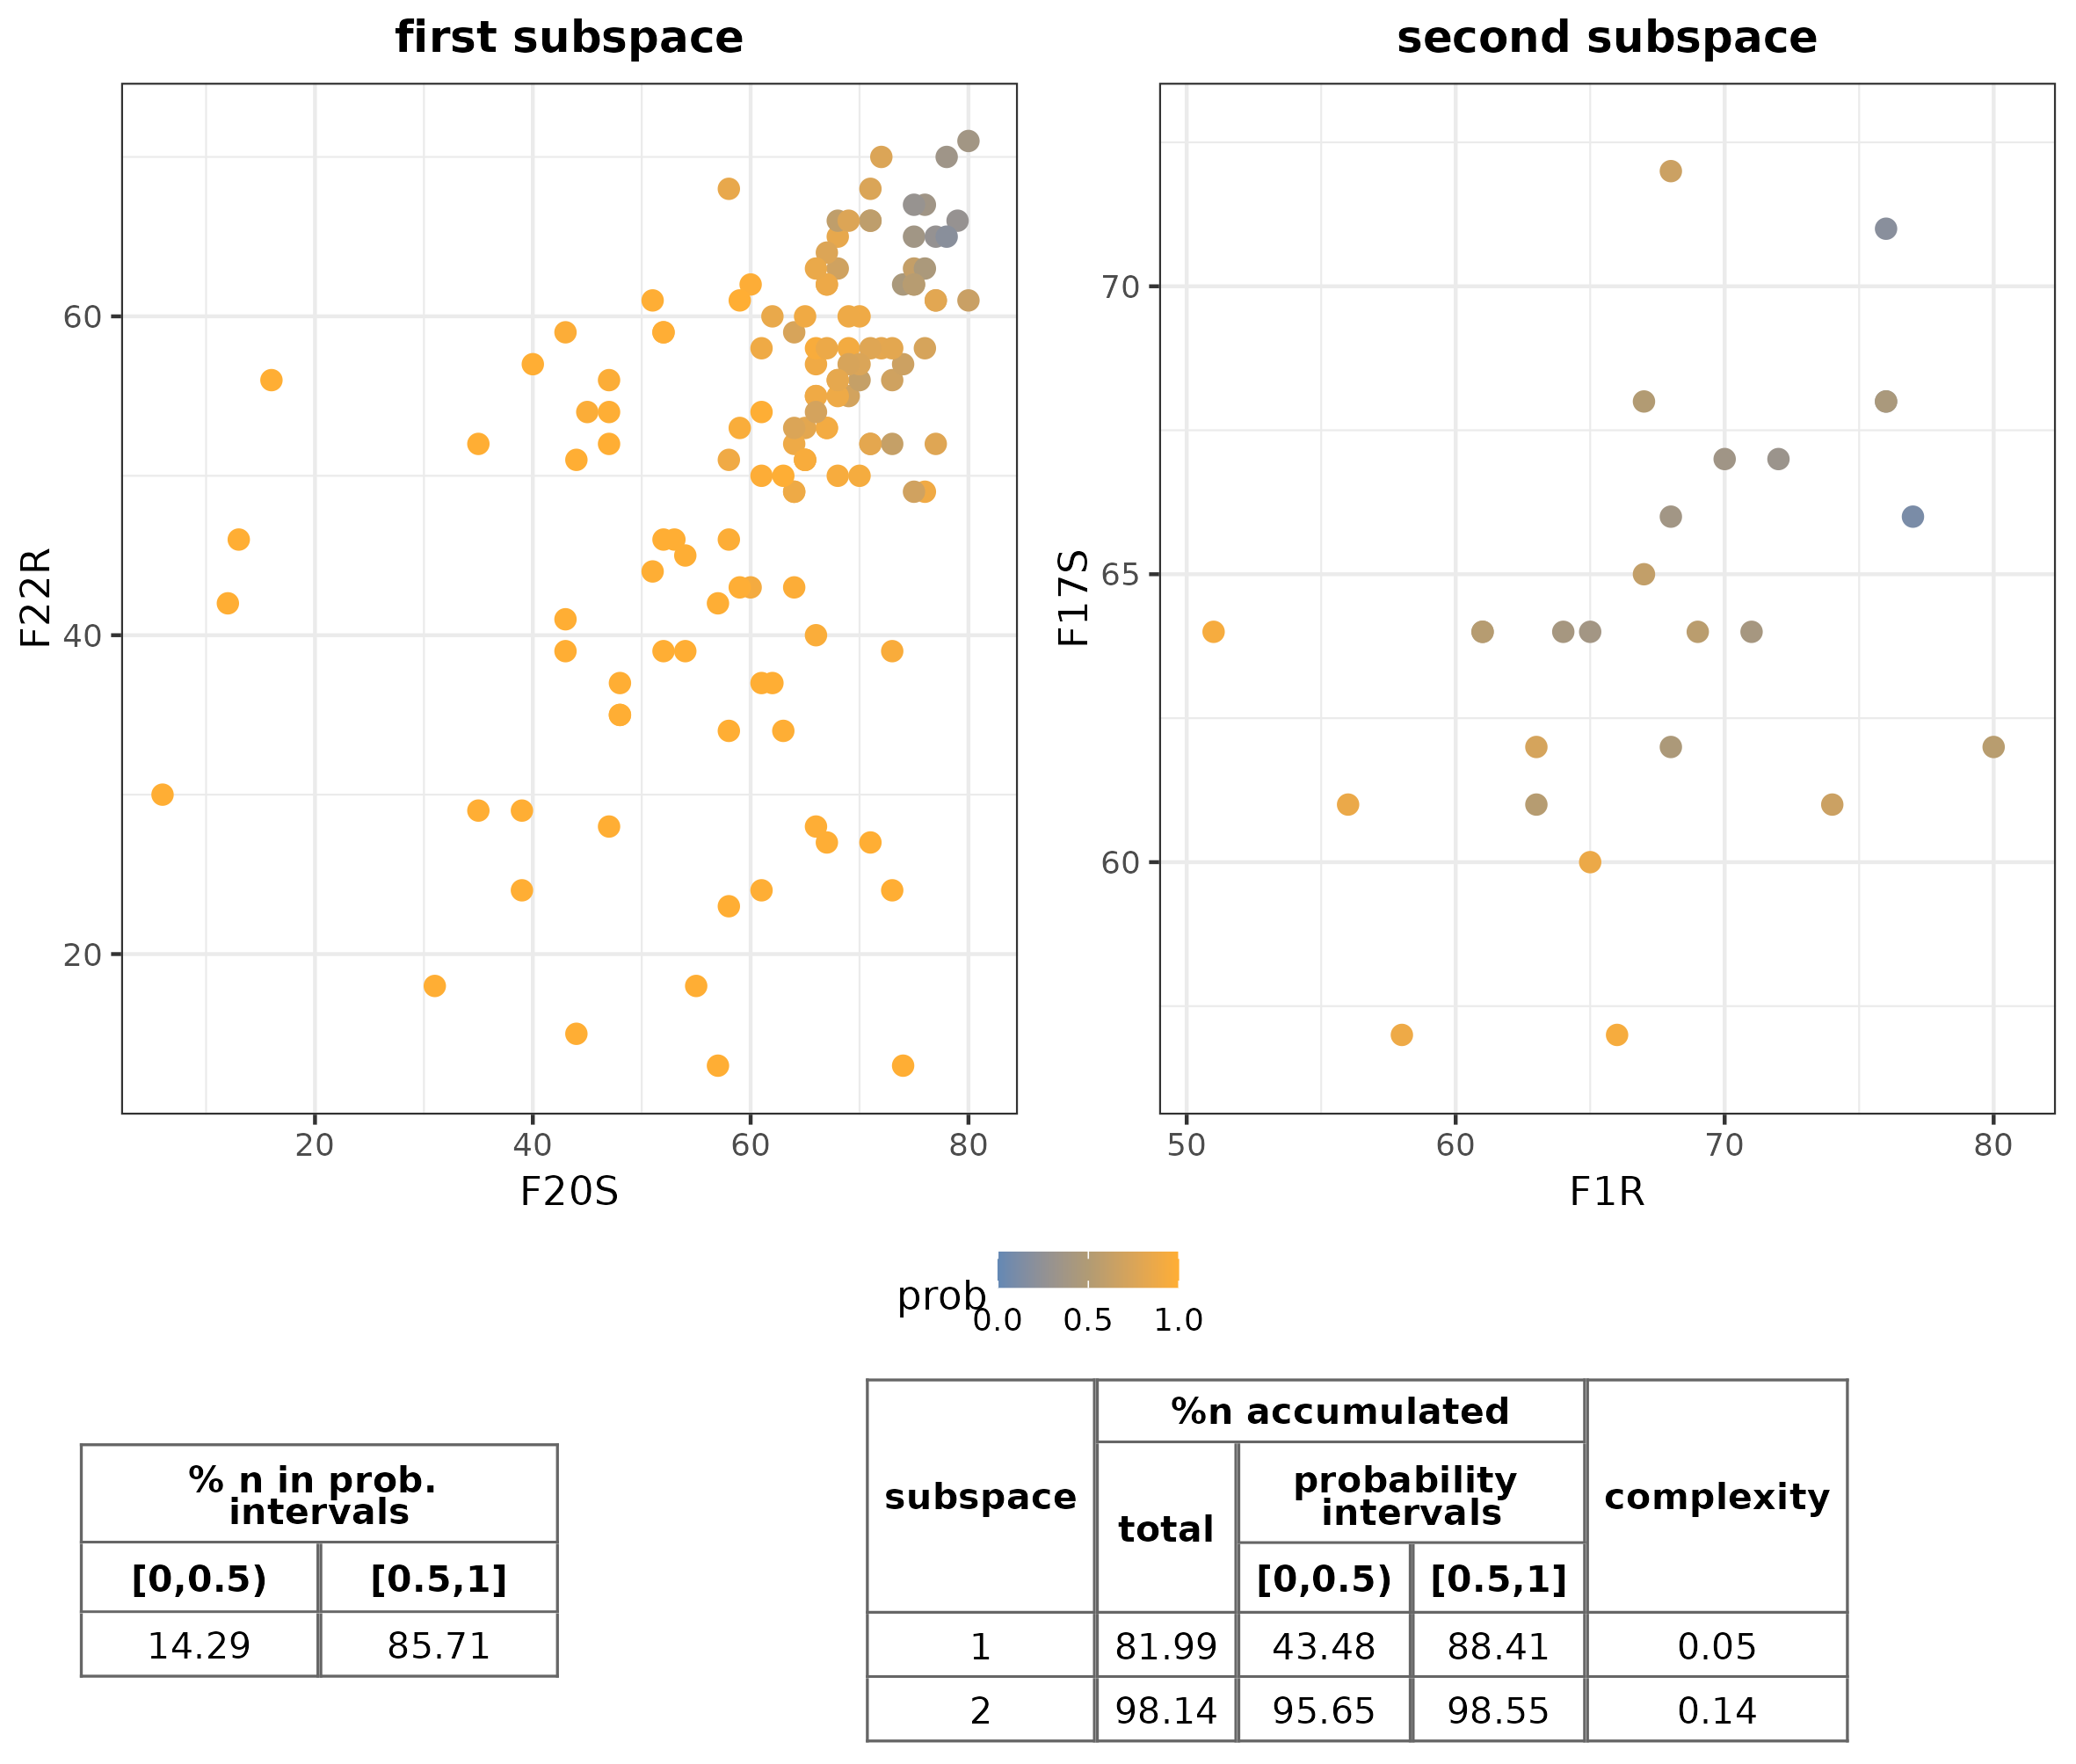 first subspace
second subspace
60
40
20
F22R
20
40
60
80
F20S
70
65
60
F17S
50
60
70
80
F1R
prob
0.0
0.5
1.0
% n in prob.
intervals
[0,0.5)
[0.5,1]
14.29
85.71
subspace
%n accumulated
complexity
total
probability
intervals
[0,0.5)
[0.5,1]
1
81.99
43.48
88.41
0.05
2
98.14
95.65
98.55
0.14